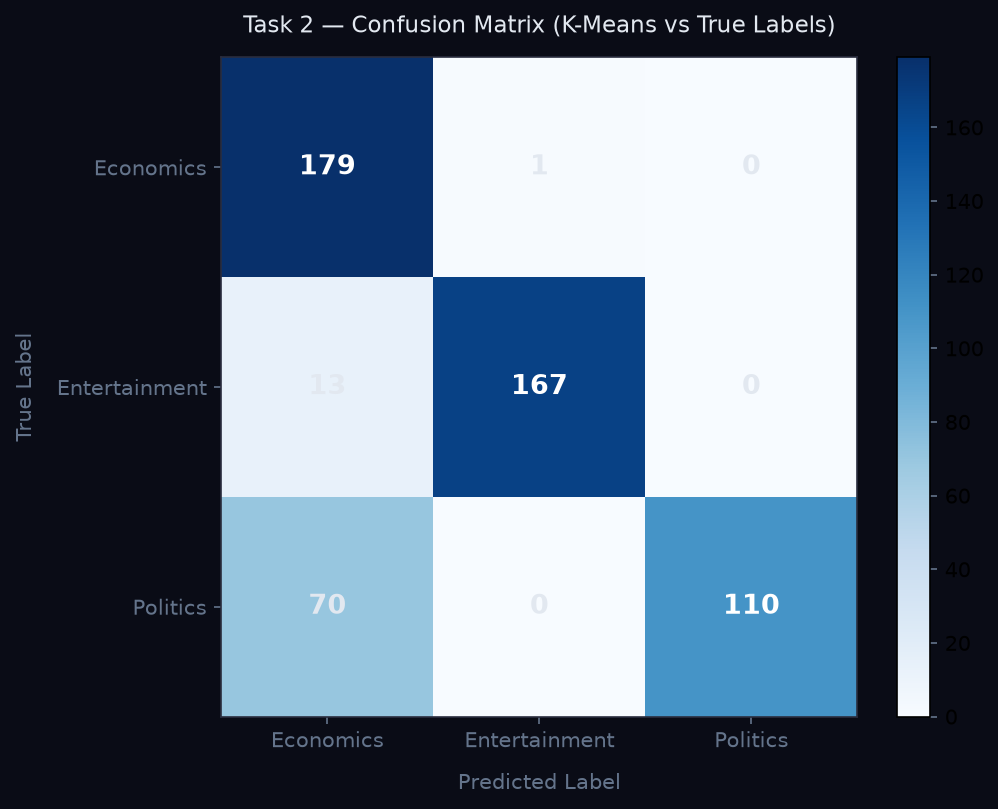 Task 2 — Confusion Matrix (K-Means vs True Labels)
True Label
Economics 179 1 0
Entertainment 13 167 0
Politics 70 0 110
Economics Entertainment Politics
Predicted Label
160
140
120
100
80
60
40
20
0